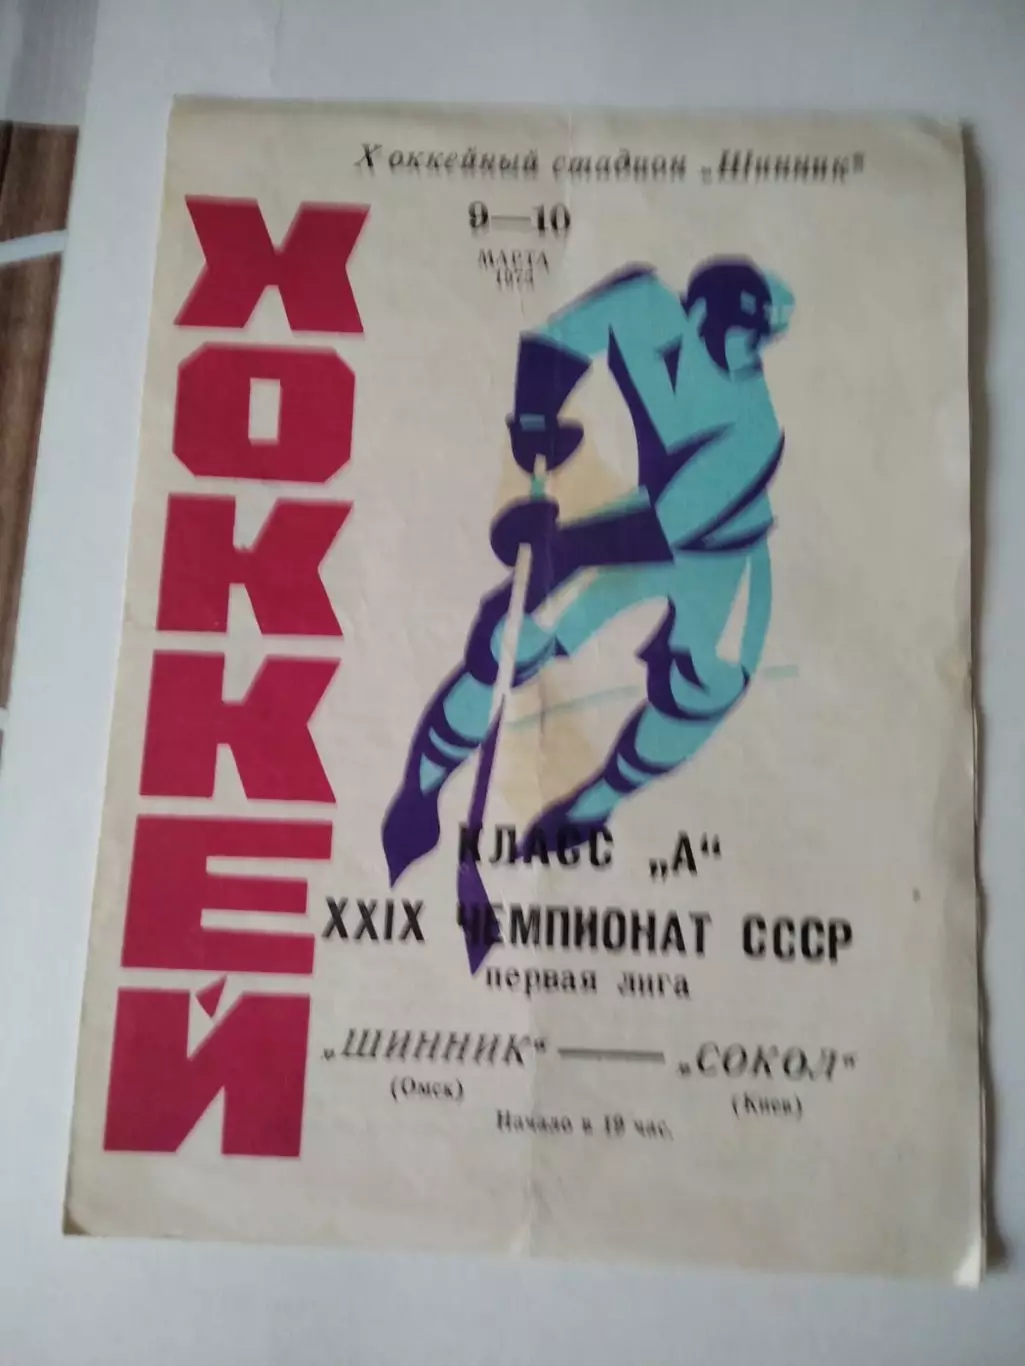 Хоккейный стадион „Шинник"
9—10
МАРТА
ХОККЕЙ
КЛАСС „А"
XXIX ЧЕМПИОНАТ СССР
первая лига
„ШИННИК" — „СОКОЛ"
(Омск) (Киев)
Начало в 19 час.